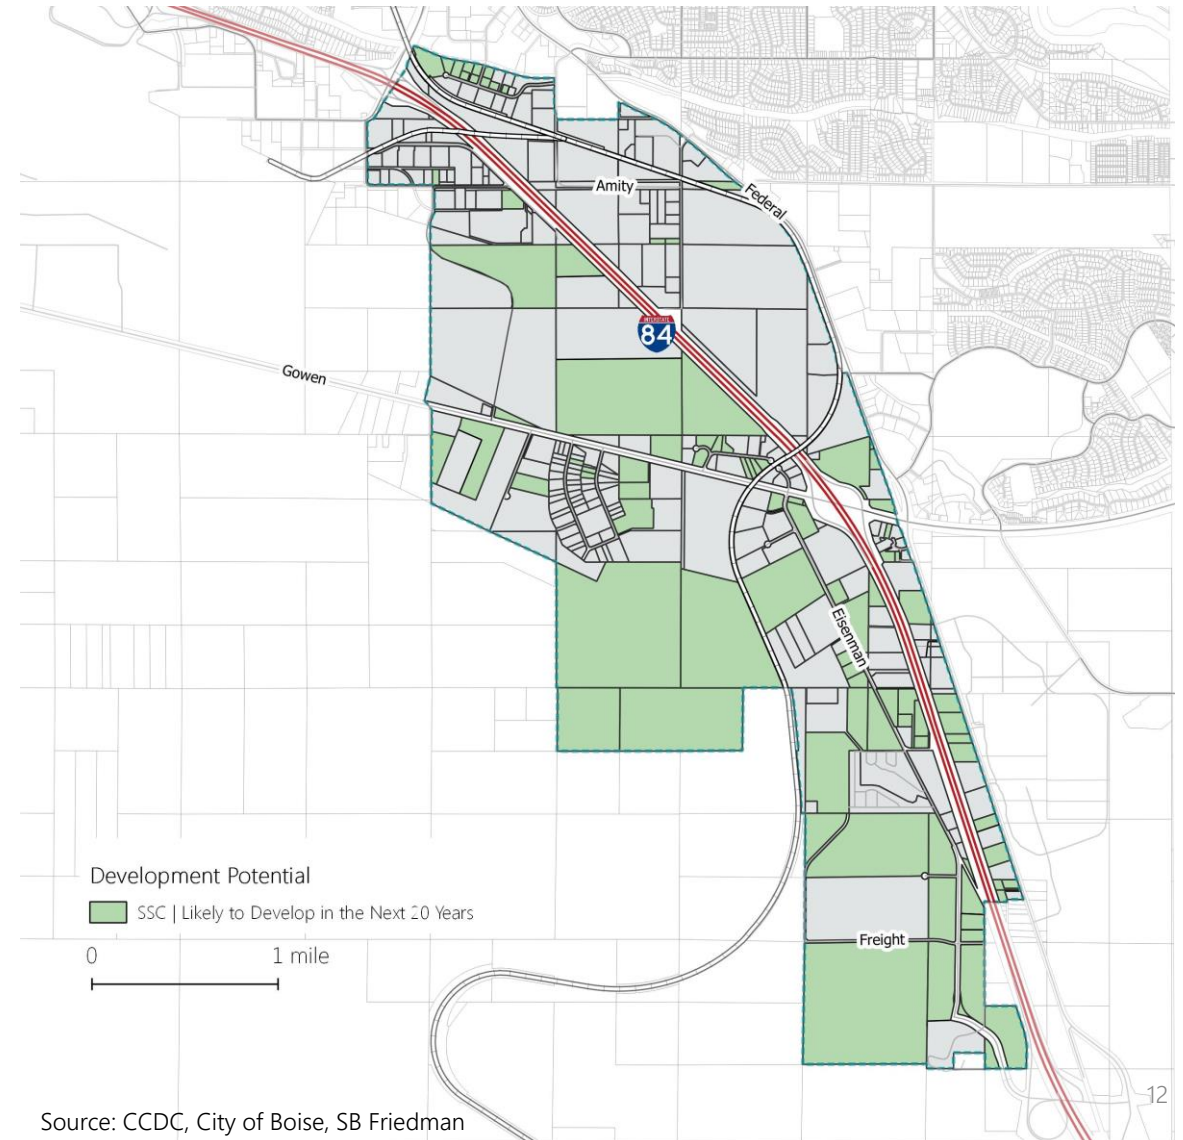 Amity
Federal
INTERSTATE
84
Gowen
Eisenman
Development Potential
SSC | Likely to Develop in the Next 20 Years
0 1 mile
Freight
12
Source: CCDC, City of Boise, SB Friedman